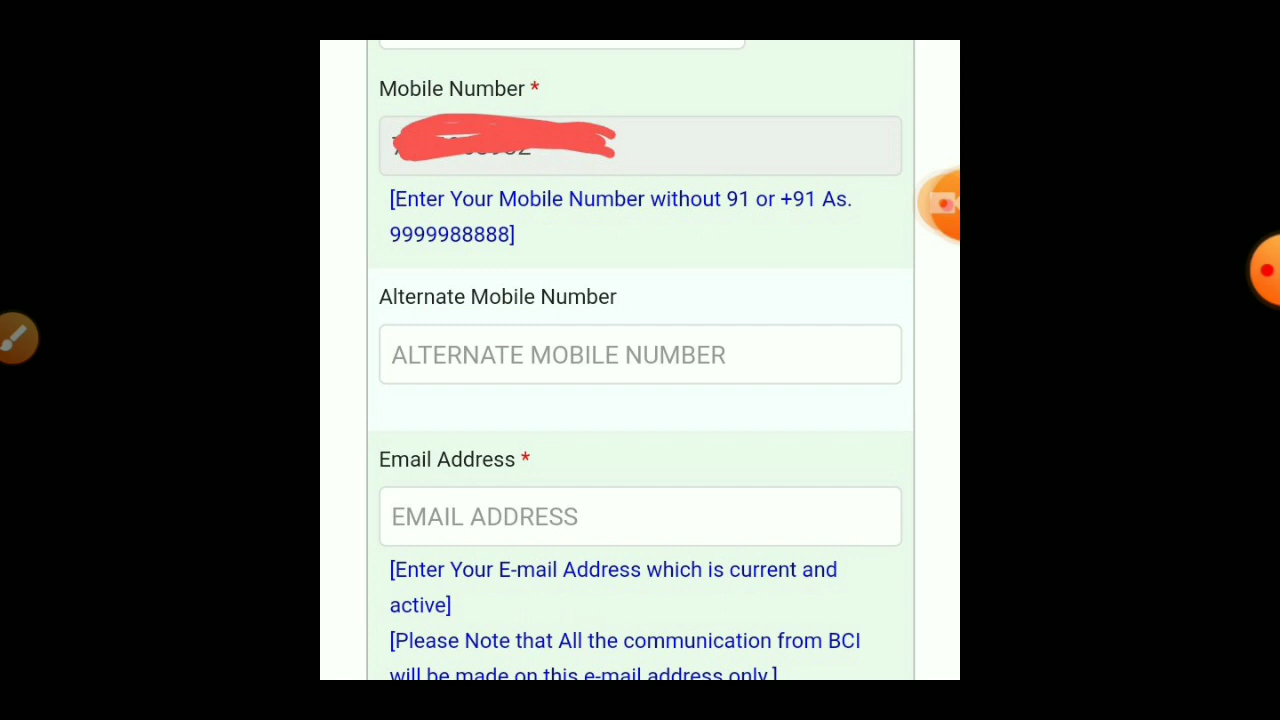 Mobile Number *
[Enter Your Mobile Number without 91 or +91 As.
9999988888]
Alternate Mobile Number
ALTERNATE MOBILE NUMBER
Email Address *
EMAIL ADDRESS
[Enter Your E-mail Address which is current and
active]
[Please Note that All the communication from BCI
will be made on this e-mail address only.]